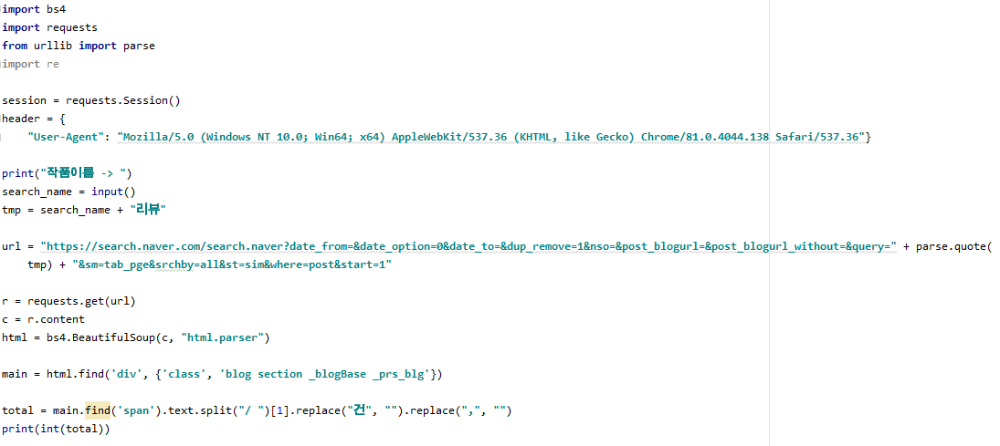 import bs4
import requests
from urllib import parse
import re
session = requests.Session()
header = {
"User-Agent": "Mozilla/5.0 (Windows NT 10.0; Win64; x64) AppleWebKit/537.36 (KHTML, like Gecko) Chrome/81.0.4044.138 Safari/537.36"}
print("작품이름 -> ")
search_name = input()
tmp = search_name + "리뷰"
url = "https://search.naver.com/search.naver?date_from=&date_option=0&date_to=&dup_remove=1&nso=&post_blogurl=&post_blogurl_without=&query=" + parse.quote(
tmp) + "&sm=tab_pge&srchby=all&st=sim&where=post&start=1"
r = requests.get(url)
c = r.content
html = bs4.BeautifulSoup(c, "html.parser")
main = html.find('div', {'class', 'blog section _blogBase _prs_blg'})
total = main.find('span').text.split("/ ")[1].replace("건", "").replace(",", "")
print(int(total))